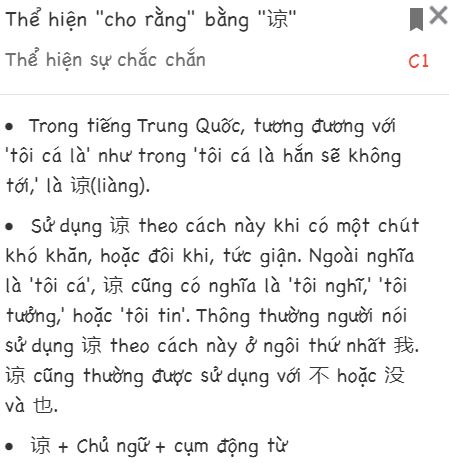 Thể hiện "cho rằng" bằng "谅"
Thể hiện sự chắc chắn
C1
• Trong tiếng Trung Quốc, tương đương với
'tôi cá là' như trong 'tôi cá là hắn sẽ không
tới,' là 谅(liàng).
• Sử dụng 谅 theo cách này khi có một chút
khó khăn, hoặc đôi khi, tức giận. Ngoài nghĩa
là 'tôi cá', 谅 cũng có nghĩa là 'tôi nghĩ,' 'tôi
tưởng,' hoặc 'tôi tin'. Thông thường người nói
sử dụng 谅 theo cách này ở ngôi thứ nhất 我.
谅 cũng thường được sử dụng với 不 hoặc 没
và 也.
• 谅 + Chủ ngữ + cụm động từ